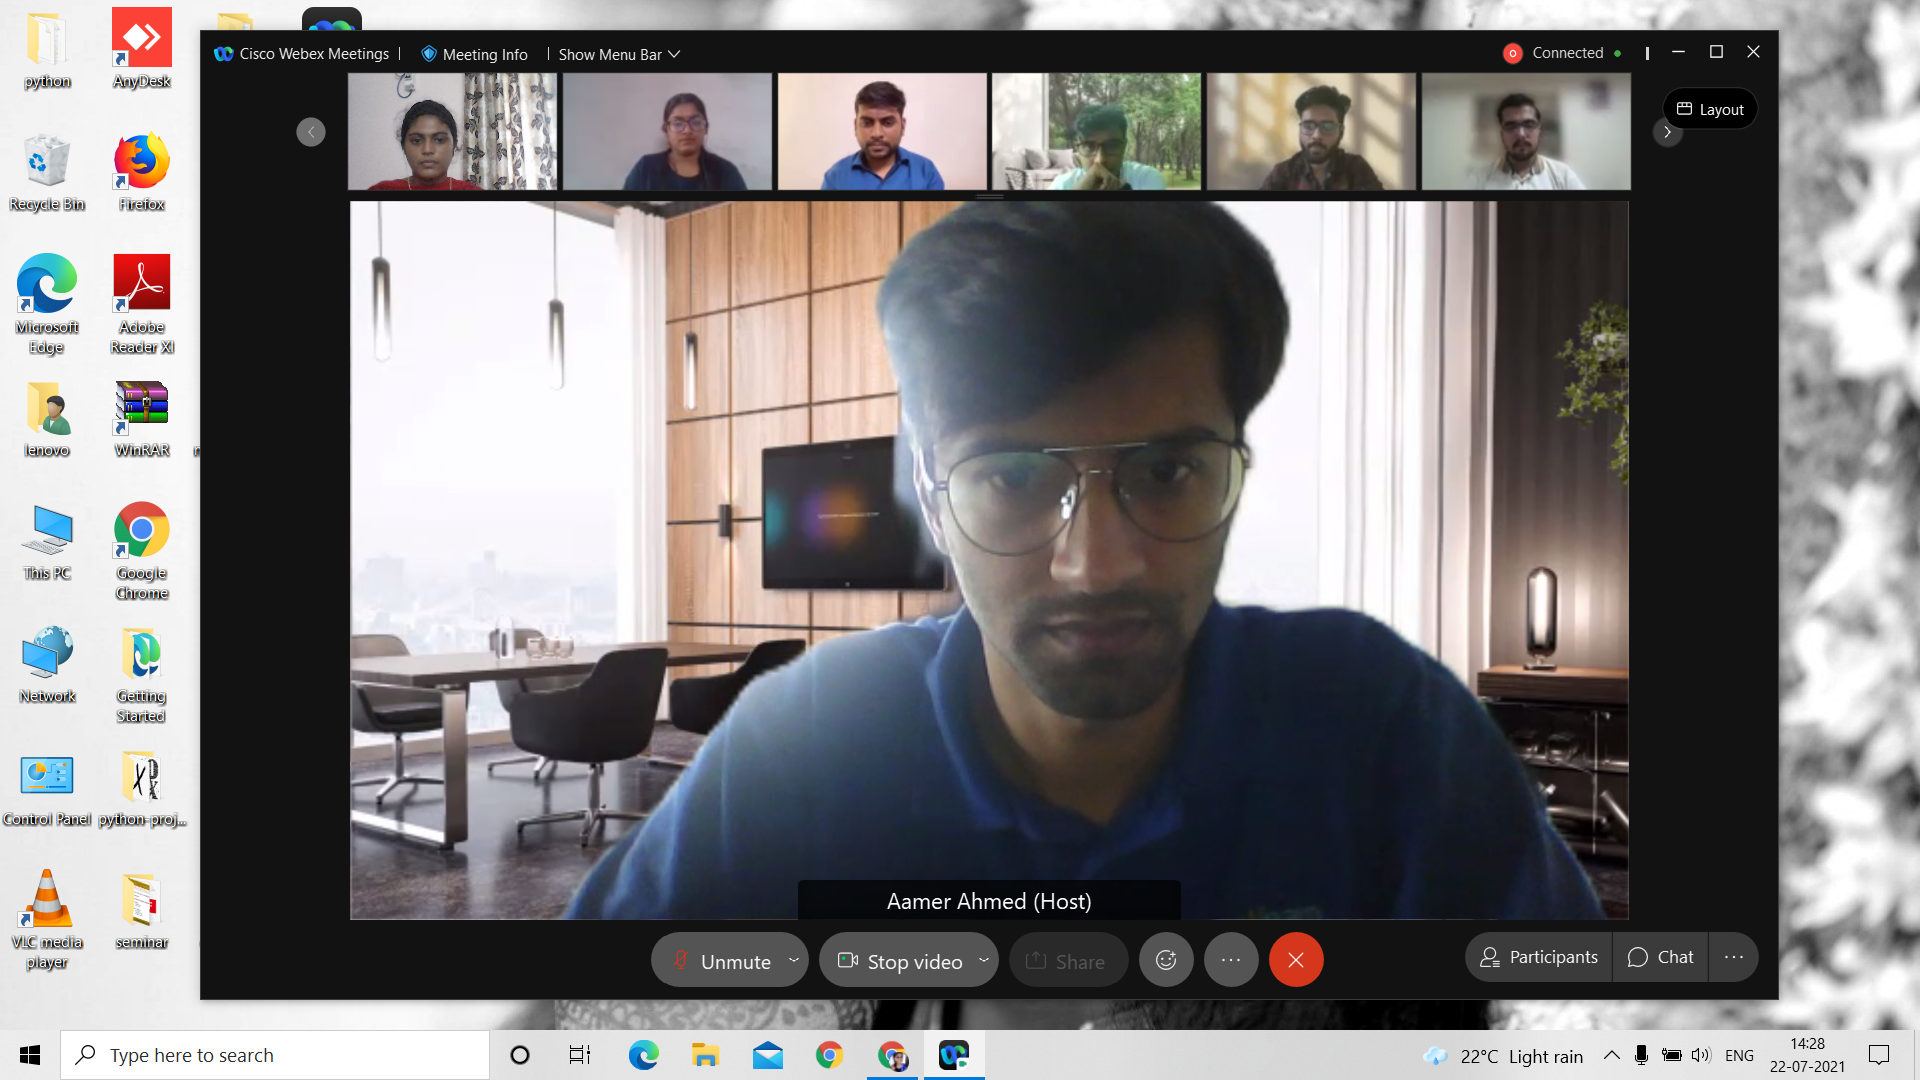 python
AnyDesk
Recycle Bin
Firefox
Microsoft
Edge
Adobe
Reader XI
lenovo
WinRAR
This PC
Google
Chrome
Network
Getting
Started
Control Panel
python-proj...
VLC media
player
seminar
Cisco Webex Meetings
Meeting Info
Show Menu Bar
Connected
Layout
Aamer Ahmed (Host)
Unmute
Stop video
Share
Participants
Chat
Type here to search
22°C Light rain
ENG
14:28
22-07-2021